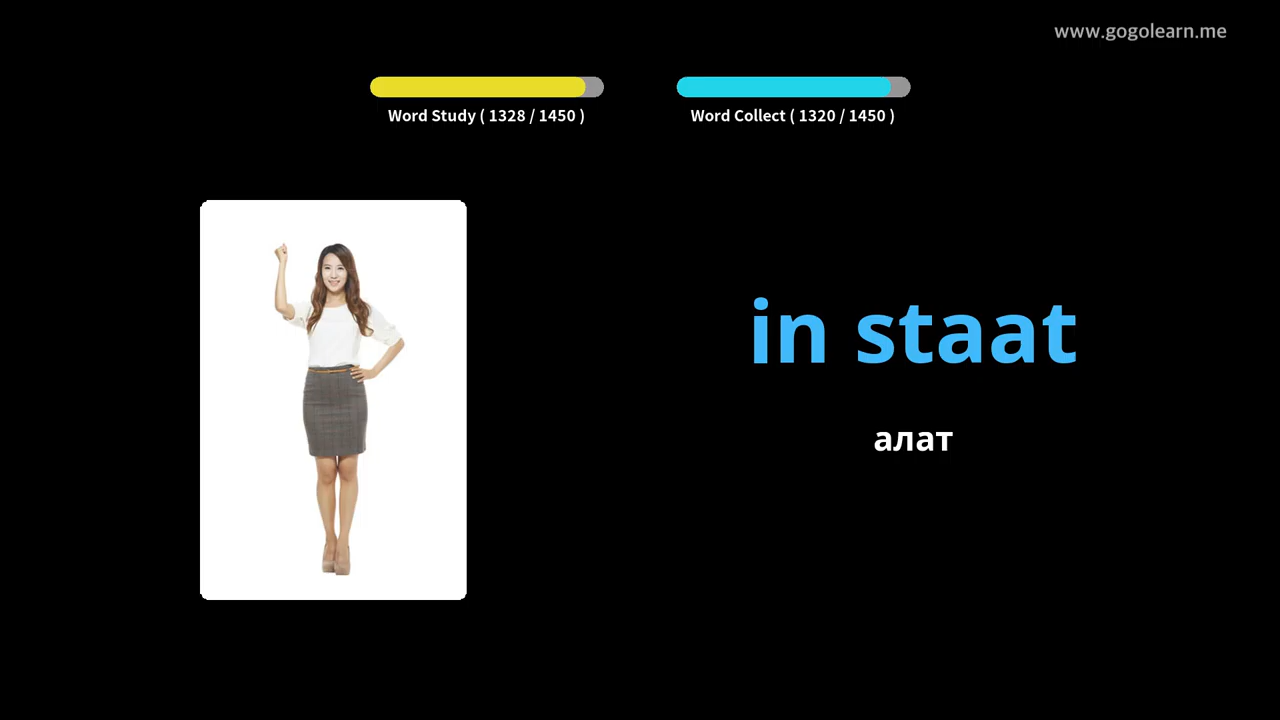 www.gogolearn.me
Word Study ( 1328 / 1450 )
Word Collect ( 1320 / 1450 )
in staat
алат